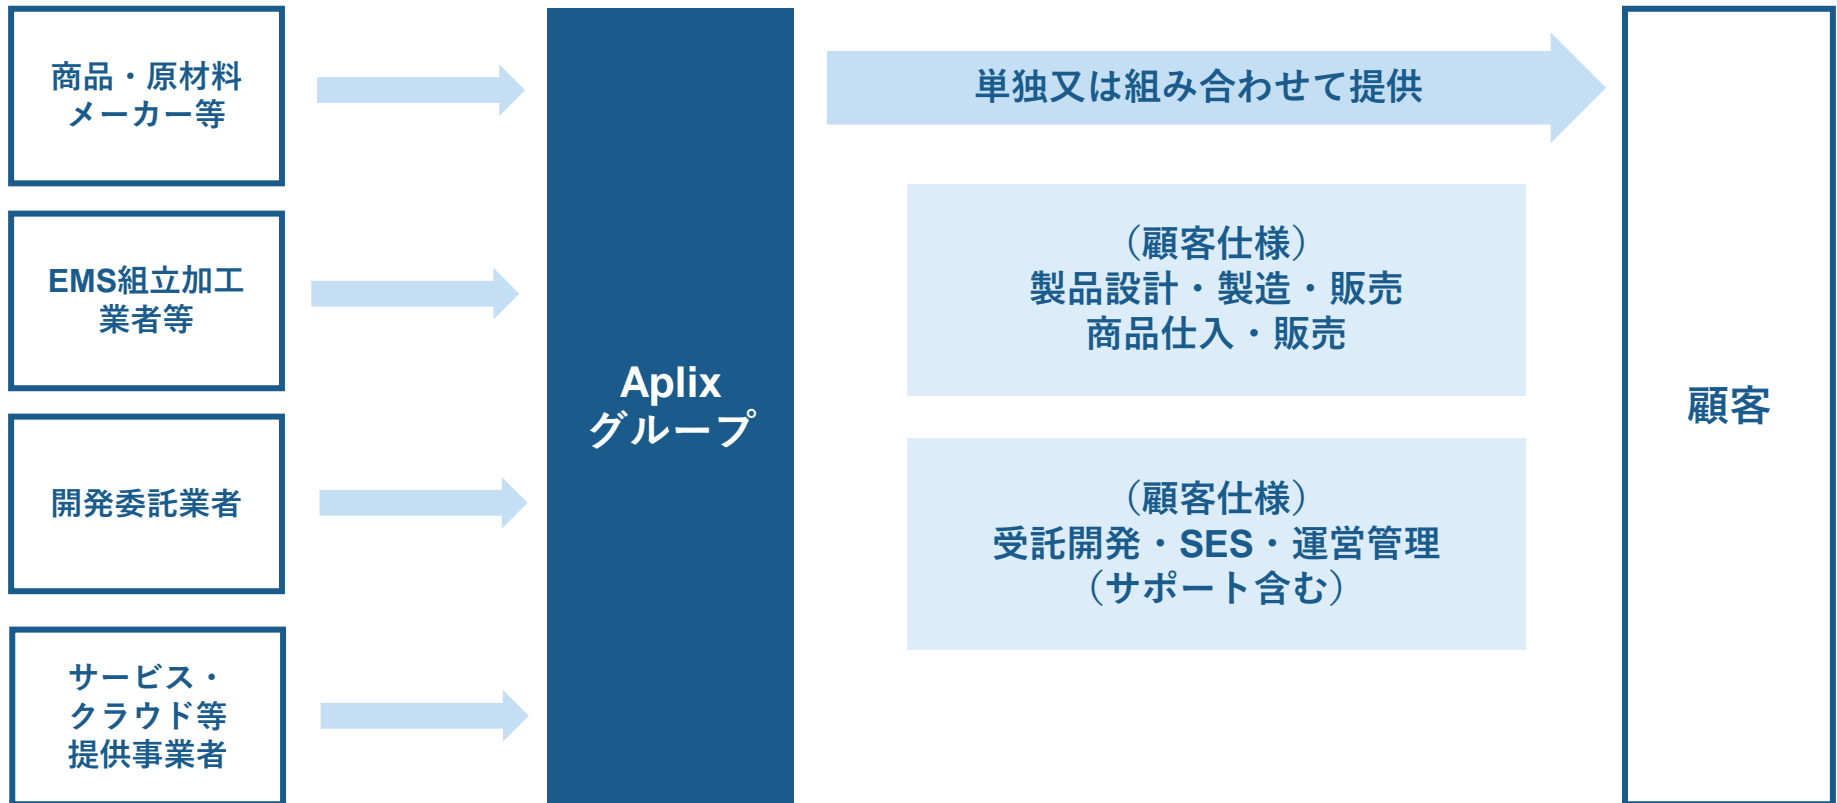 商品・原材料
メーカー等
EMS組立加工
業者等
開発委託業者
サービス・
クラウド等
提供事業者
Aplix
グループ
単独又は組み合わせて提供
（顧客仕様）
製品設計・製造・販売
商品仕入・販売
（顧客仕様）
受託開発・SES・運営管理
（サポート含む）
顧客